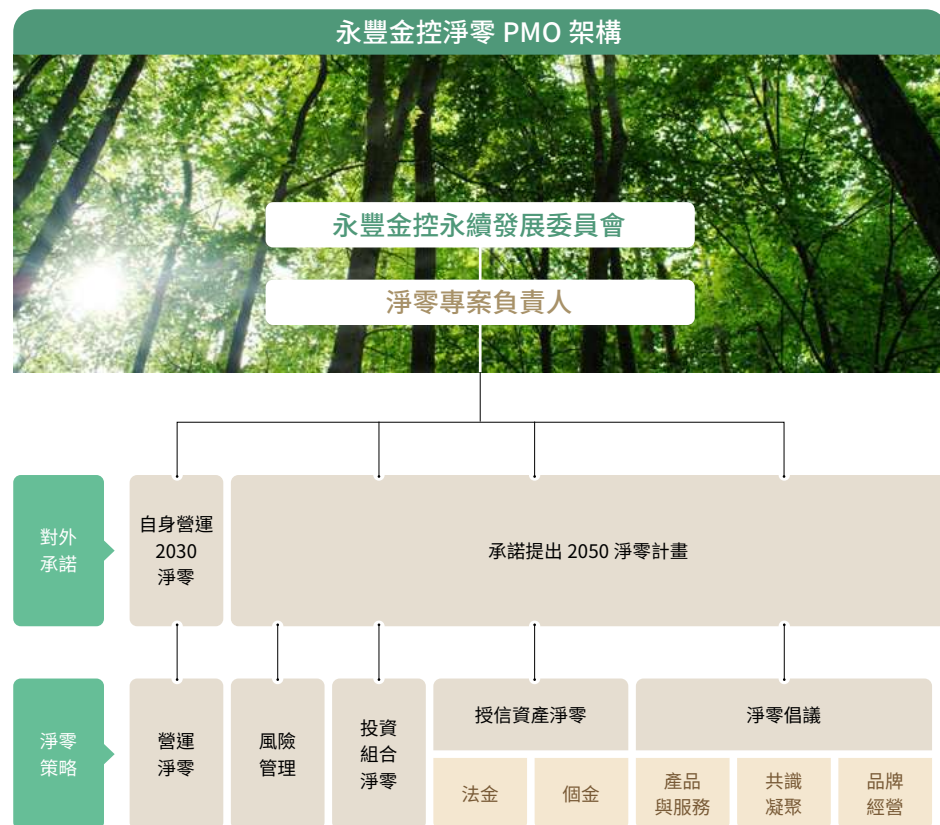 永豐金控淨零 PMO 架構
永豐金控永續發展委員會
淨零專案負責人
對外
承諾
自身營運
2030
淨零
承諾提出 2050 淨零計畫
淨零
策略
營運
淨零
風險
管理
投資
組合
淨零
授信資產淨零
法金
個金
淨零倡議
產品
與服務
共識
凝聚
品牌
經營